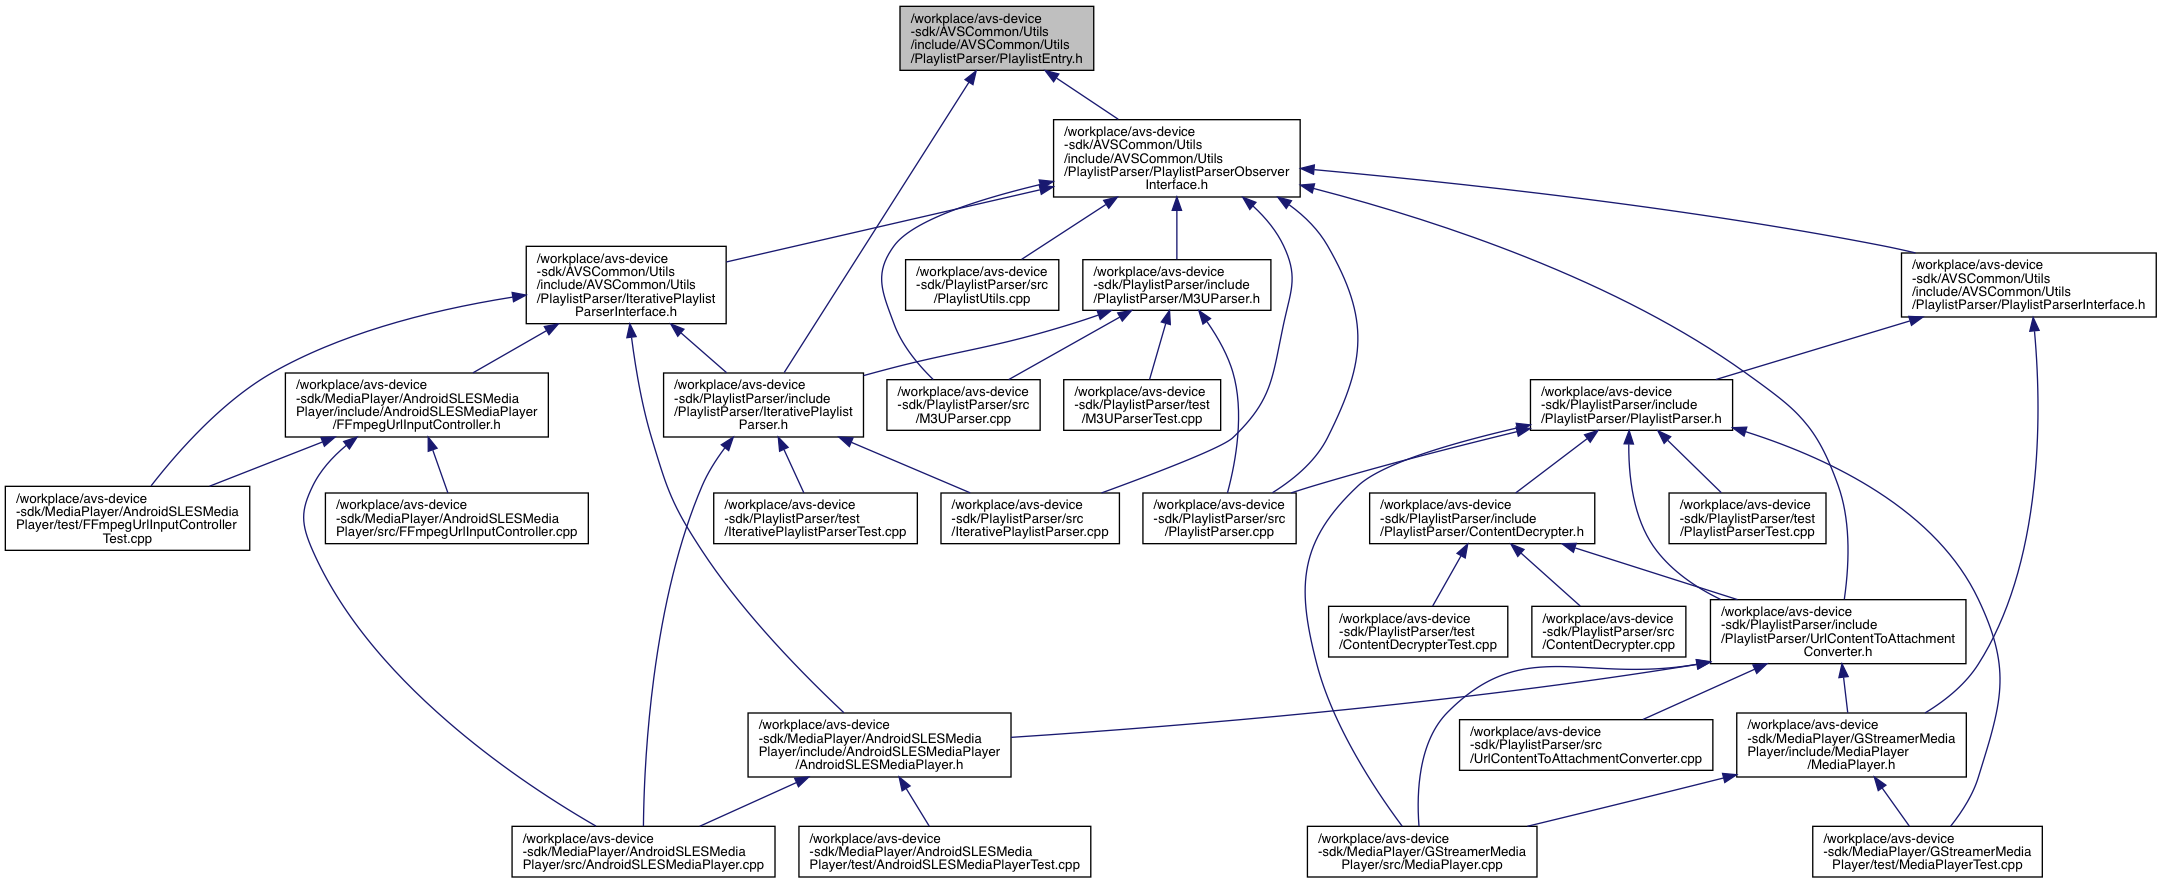 /workplace/avs-device
-sdk/AVSCommon/Utils
/include/AVSCommon/Utils
/PlaylistParser/PlaylistEntry.h
/workplace/avs-device
-sdk/AVSCommon/Utils
/include/AVSCommon/Utils
/PlaylistParser/PlaylistParserObserver
Interface.h
/workplace/avs-device
-sdk/AVSCommon/Utils
/include/AVSCommon/Utils
/PlaylistParser/IterativePlaylist
ParserInterface.h
/workplace/avs-device
-sdk/PlaylistParser/src
/PlaylistUtils.cpp
/workplace/avs-device
-sdk/PlaylistParser/include
/PlaylistParser/M3UParser.h
/workplace/avs-device
-sdk/AVSCommon/Utils
/include/AVSCommon/Utils
/PlaylistParser/PlaylistParserInterface.h
/workplace/avs-device
-sdk/MediaPlayer/AndroidSLESMedia
Player/include/AndroidSLESMediaPlayer
/FFmpegUrlInputController.h
/workplace/avs-device
-sdk/PlaylistParser/include
/PlaylistParser/IterativePlaylist
Parser.h
/workplace/avs-device
-sdk/PlaylistParser/src
/M3UParser.cpp
/workplace/avs-device
-sdk/PlaylistParser/test
/M3UParserTest.cpp
/workplace/avs-device
-sdk/PlaylistParser/include
/PlaylistParser/PlaylistParser.h
/workplace/avs-device
-sdk/MediaPlayer/AndroidSLESMedia
Player/test/FFmpegUrlInputController
Test.cpp
/workplace/avs-device
-sdk/MediaPlayer/AndroidSLESMedia
Player/src/FFmpegUrlInputController.cpp
/workplace/avs-device
-sdk/PlaylistParser/test
/IterativePlaylistParserTest.cpp
/workplace/avs-device
-sdk/PlaylistParser/src
/IterativePlaylistParser.cpp
/workplace/avs-device
-sdk/PlaylistParser/src
/PlaylistParser.cpp
/workplace/avs-device
-sdk/PlaylistParser/include
/PlaylistParser/ContentDecrypter.h
/workplace/avs-device
-sdk/PlaylistParser/test
/PlaylistParserTest.cpp
/workplace/avs-device
-sdk/PlaylistParser/test
/ContentDecrypterTest.cpp
/workplace/avs-device
-sdk/PlaylistParser/src
/ContentDecrypter.cpp
/workplace/avs-device
-sdk/PlaylistParser/include
/PlaylistParser/UrlContentToAttachment
Converter.h
/workplace/avs-device
-sdk/MediaPlayer/AndroidSLESMedia
Player/include/AndroidSLESMediaPlayer
/AndroidSLESMediaPlayer.h
/workplace/avs-device
-sdk/PlaylistParser/src
/UrlContentToAttachmentConverter.cpp
/workplace/avs-device
-sdk/MediaPlayer/GStreamerMedia
Player/include/MediaPlayer
/MediaPlayer.h
/workplace/avs-device
-sdk/MediaPlayer/AndroidSLESMedia
Player/src/AndroidSLESMediaPlayer.cpp
/workplace/avs-device
-sdk/MediaPlayer/AndroidSLESMedia
Player/test/AndroidSLESMediaPlayerTest.cpp
/workplace/avs-device
-sdk/MediaPlayer/GStreamerMedia
Player/src/MediaPlayer.cpp
/workplace/avs-device
-sdk/MediaPlayer/GStreamerMedia
Player/test/MediaPlayerTest.cpp